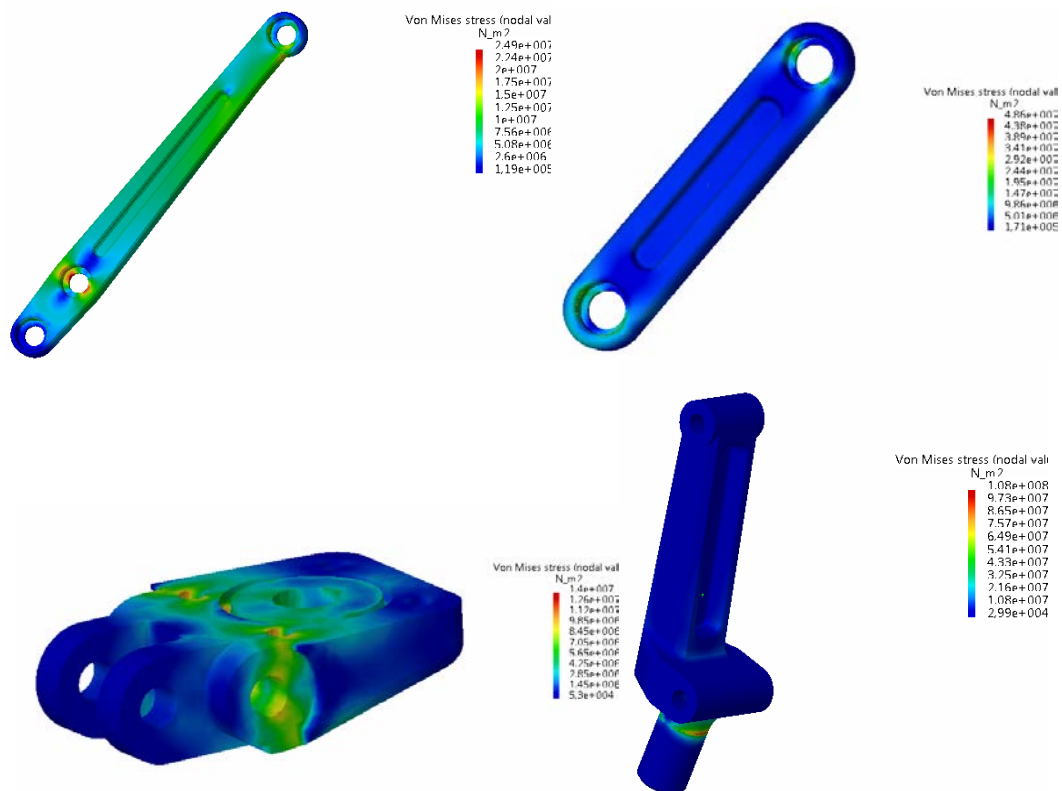 Von Mises stress (nodal val
N_m2
2.49e+007
2.24e+007
2e+007
1.75e+007
1.5e+007
1.25e+007
1e+007
7.56e+006
5.08e+006
2.6e+006
1.19e+005
Von Mises stress (nodal val
N_m2
4.86e+007
4.38e+007
3.89e+007
3.41e+007
2.92e+007
2.44e+007
1.95e+007
1.47e+007
9.86e+006
5.01e+006
1.71e+005
Von Mises stress (nodal val
N_m2
1.4e+007
1.26e+007
1.12e+007
9.85e+006
8.45e+006
7.05e+006
5.65e+006
4.25e+006
2.85e+006
1.45e+006
5.3e+004
Von Mises stress (nodal valu
N_m2
1.08e+008
9.73e+007
8.65e+007
7.57e+007
6.49e+007
5.41e+007
4.33e+007
3.25e+007
2.16e+007
1.08e+007
2.99e+004